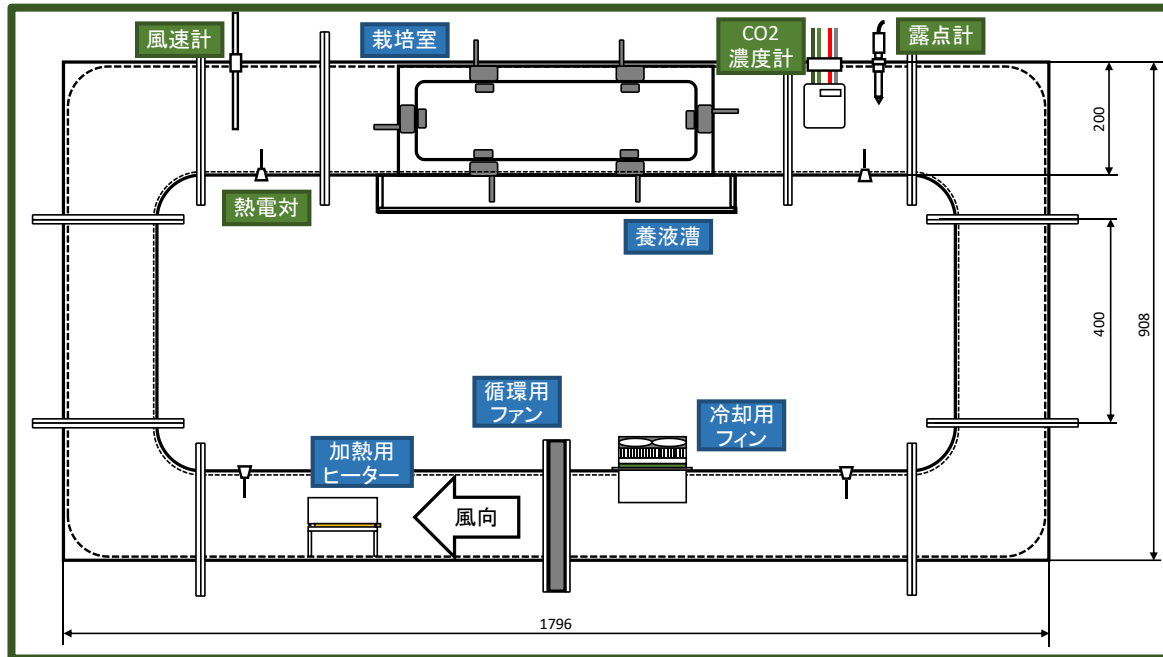 風速計
栽培室
CO2
濃度計
露点計
200
熱電対
養液漕
400
908
循環用
ファン
冷却用
フィン
加熱用
ヒーター
風向
1796